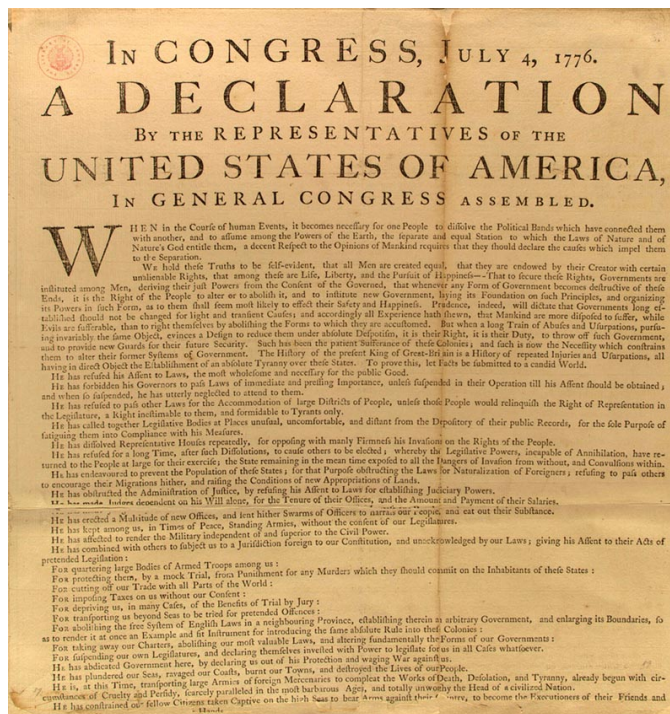 IN CONGRESS, JULY 4, 1776.
A DECLARATION
BY THE REPRESENTATIVES OF THE
UNITED STATES OF AMERICA,
IN GENERAL CONGRESS ASSEMBLED.
WHEN in the Courſe of human Events, it becomes neceſſary for one People to diſſolve the Political Bands which have connected them
with another, and to aſſume among the Powers of the Earth, the ſeparate and equal Station to which the Laws of Nature and of
Nature's God entitle them, a decent Reſpect to the Opinions of Mankind requires that they ſhould declare the cauſes which impel them
to the Separation.
We hold theſe Truths to be ſelf-evident, that all Men are created equal, that they are endowed by their Creator with certain
unalienable Rights, that among theſe are Life, Liberty, and the Purſuit of Happineſs—That to ſecure theſe Rights, Governments are
inſtituted among Men, deriving their juſt Powers from the Conſent of the Governed, that whenever any Form of Government becomes deſtructive of theſe
Ends, it is the Right of the People to alter or to aboliſh it, and to inſtitute new Government, laying its Foundation on ſuch Principles, and organizing
its Powers in ſuch Form, as to them ſhall ſeem moſt likely to effect their Safety and Happineſs. Prudence, indeed, will dictate that Governments long eſ-
tabliſhed ſhould not be changed for light and tranſient Cauſes; and accordingly all Experience hath ſhewn, that Mankind are more diſpoſed to ſuffer, while
Evils are ſufferable, than to right themſelves by aboliſhing the Forms to which they are accuſtomed. But when a long Train of Abuſes and Uſurpations, purſu-
ing invariably the ſame Object, evinces a Deſign to reduce them under abſolute Deſpotiſm, it is their Right, it is their Duty, to throw off ſuch Government,
and to provide new Guards for their future Security. Such has been the patient Sufferance of theſe Colonies; and ſuch is now the Neceſſity which conſtrains
them to alter their former Syſtems of Government. The Hiſtory of the preſent King of Great-Britain is a Hiſtory of repeated Injuries and Uſurpations, all
having in direct Object the Eſtabliſhment of an abſolute Tyranny over theſe States. To prove this, let Facts be ſubmitted to a candid World.
HE has refuſed his Aſſent to Laws, the moſt wholeſome and neceſſary for the public Good.
HE has forbidden his Governors to paſs Laws of immediate and preſſing Importance, unleſs ſuſpended in their Operation till his Aſſent ſhould be obtained;
and when ſo ſuſpended, he has utterly neglected to attend to them.
HE has refuſed to paſs other Laws for the Accommodation of large Diſtricts of People, unleſs thoſe People would relinquiſh the Right of Repreſentation in
the Legiſlature, a Right ineſtimable to them, and formidable to Tyrants only.
HE has called together Legiſlative Bodies at Places unuſual, uncomfortable, and diſtant from the Depoſitory of their public Records, for the ſole Purpoſe of
fatiguing them into Compliance with his Meaſures.
HE has diſſolved Repreſentative Houſes repeatedly, for oppoſing with manly Firmneſs his Invaſions on the Rights of the People.
HE has refuſed for a long Time, after ſuch Diſſolutions, to cauſe others to be elected; whereby the Legiſlative Powers, incapable of Annihilation, have re-
turned to the People at large for their exerciſe; the State remaining in the mean time expoſed to all the Dangers of Invaſion from without, and Convulſions within.
HE has endeavoured to prevent the Population of theſe States; for that Purpoſe obſtructing the Laws for Naturalization of Foreigners; refuſing to paſs others
to encourage their Migrations hither, and raiſing the Conditions of new Appropriations of Lands.
HE has obſtructed the Adminiſtration of Juſtice, by refuſing his Aſſent to Laws for eſtabliſhing Judiciary Powers.
HE has made Judges dependent on his Will alone, for the Tenure of their Offices, and the Amount and Payment of their Salaries.
HE has erected a Multitude of new Offices, and ſent hither Swarms of Officers to harraſs our People, and eat out their Subſtance.
HE has kept among us, in Times of Peace, Standing Armies, without the conſent of our Legiſlatures.
HE has affected to render the Military independent of and ſuperior to the Civil Power.
HE has combined with others to ſubject us to a Juriſdiction foreign to our Conſtitution, and unacknowledged by our Laws; giving his Aſſent to their Acts of
pretended Legiſlation:
FOR quartering large Bodies of Armed Troops among us:
FOR protecting them, by a mock Trial, from Puniſhment for any Murders which they ſhould commit on the Inhabitants of theſe States:
FOR cutting off our Trade with all Parts of the World:
FOR impoſing Taxes on us without our Conſent:
FOR depriving us, in many Caſes, of the Benefits of Trial by Jury:
FOR tranſporting us beyond Seas to be tried for pretended Offences:
FOR aboliſhing the free Syſtem of Engliſh Laws in a neighbouring Province, eſtabliſhing therein an arbitrary Government, and enlarging its Boundaries, ſo
as to render it at once an Example and fit Inſtrument for introducing the ſame abſolute Rule into theſe Colonies:
FOR taking away our Charters, aboliſhing our moſt valuable Laws, and altering fundamentally the Forms of our Governments:
FOR ſuſpending our own Legiſlatures, and declaring themſelves inveſted with Power to legiſlate for us in all Caſes whatſoever.
HE has abdicated Government here, by declaring us out of his Protection and waging War againſt us.
HE has plundered our Seas, ravaged our Coaſts, burnt our Towns, and deſtroyed the Lives of our People.
HE is, at this Time, tranſporting large Armies of foreign Mercenaries to compleat the Works of Death, Deſolation, and Tyranny, already begun with cir-
cumſtances of Cruelty and Perfidy, ſcarcely paralleled in the moſt barbarous Ages, and totally unworthy the Head of a civilized Nation.
HE has conſtrained our fellow Citizens taken Captive on the high Seas to bear Arms againſt their Country, to become the Executioners of their Friends and
Hands